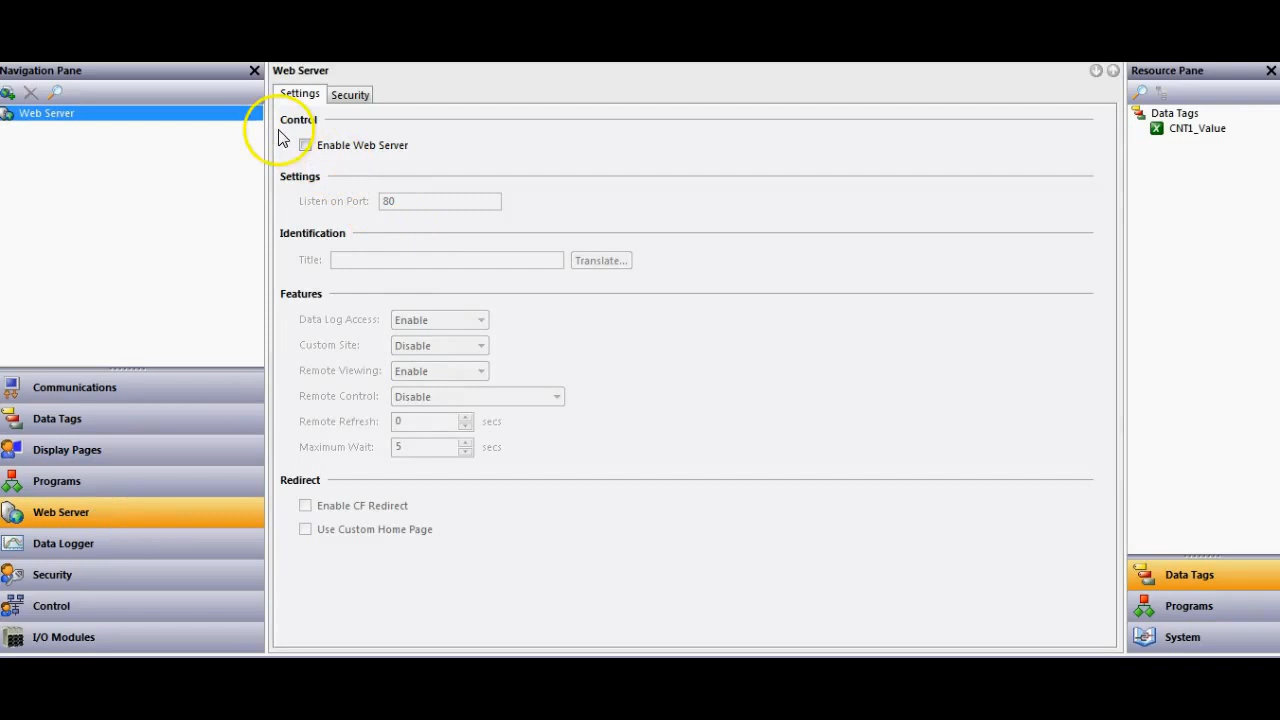 Navigation Pane
Web Server
Communications
Data Tags
Display Pages
Programs
Web Server
Data Logger
Security
Control
I/O Modules
Web Server
Settings
Security
Control
Enable Web Server
Settings
Listen on Port: 80
Identification
Title:
Translate...
Features
Data Log Access: Enable
Custom Site: Disable
Remote Viewing: Enable
Remote Control: Disable
Remote Refresh: 0 secs
Maximum Wait: 5 secs
Redirect
Enable CF Redirect
Use Custom Home Page
Resource Pane
Data Tags
CNT1_Value
Data Tags
Programs
System